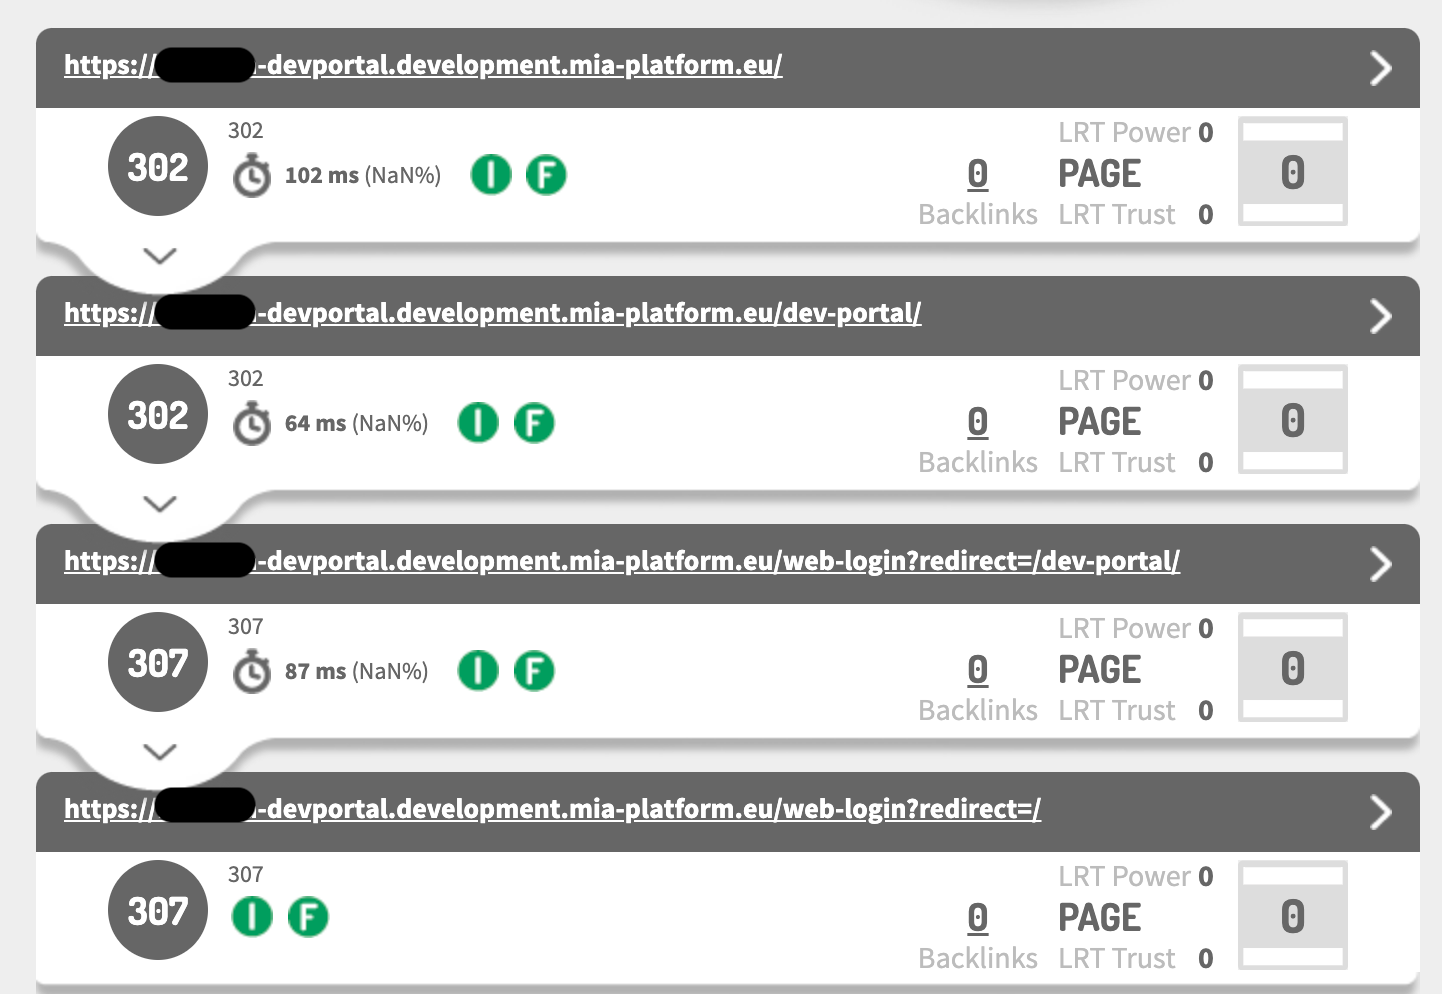 https://-devportal.development.mia-platform.eu/
302
302
102 ms (NaN%)
I F
0
Backlinks
LRT Power 0
PAGE
LRT Trust 0
0
https://-devportal.development.mia-platform.eu/dev-portal/
302
302
64 ms (NaN%)
I F
0
Backlinks
LRT Power 0
PAGE
LRT Trust 0
0
https://-devportal.development.mia-platform.eu/web-login?redirect=/dev-portal/
307
307
87 ms (NaN%)
I F
0
Backlinks
LRT Power 0
PAGE
LRT Trust 0
0
https://-devportal.development.mia-platform.eu/web-login?redirect=/
307
307
I F
0
Backlinks
LRT Power 0
PAGE
LRT Trust 0
0